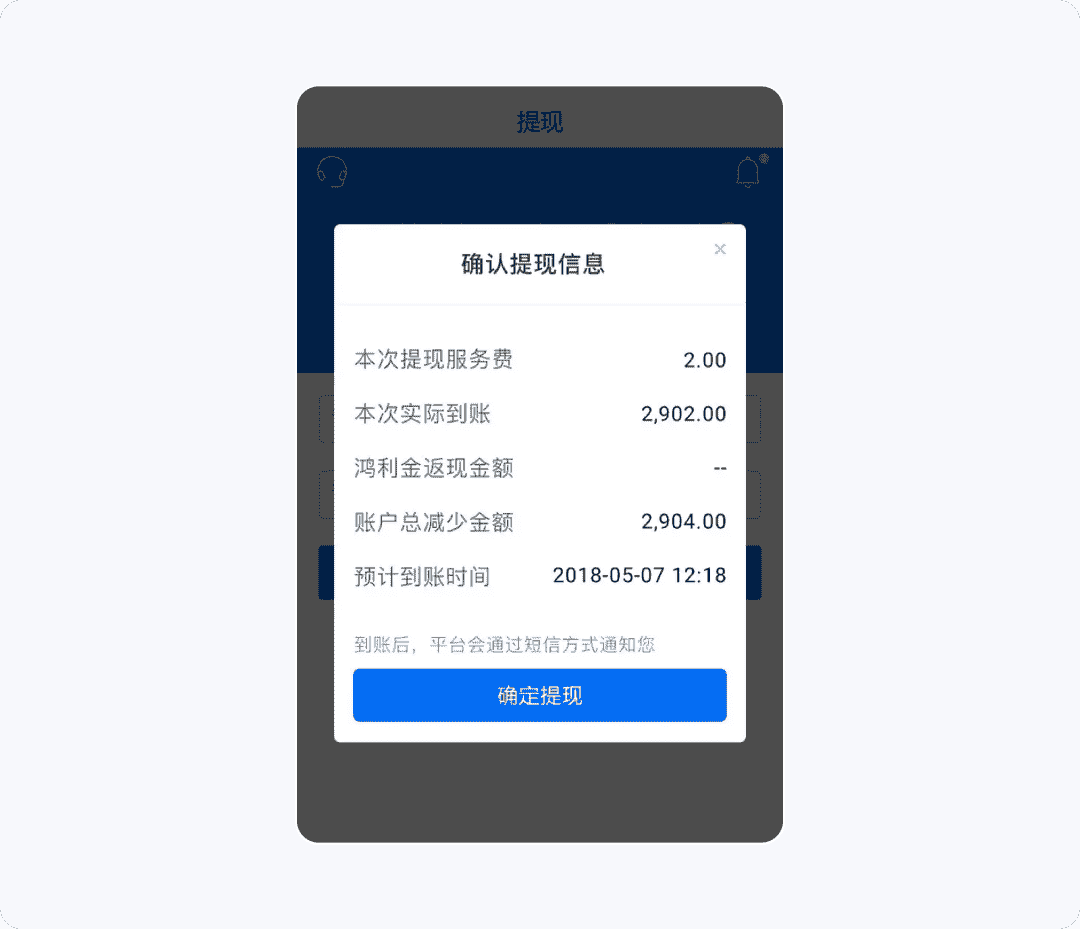 提现
确认提现信息
本次提现服务费 2.00
本次实际到账 2,902.00
鸿利金返现金额 --
账户总减少金额 2,904.00
预计到账时间 2018-05-07 12:18
到账后，平台会通过短信方式通知您
确定提现